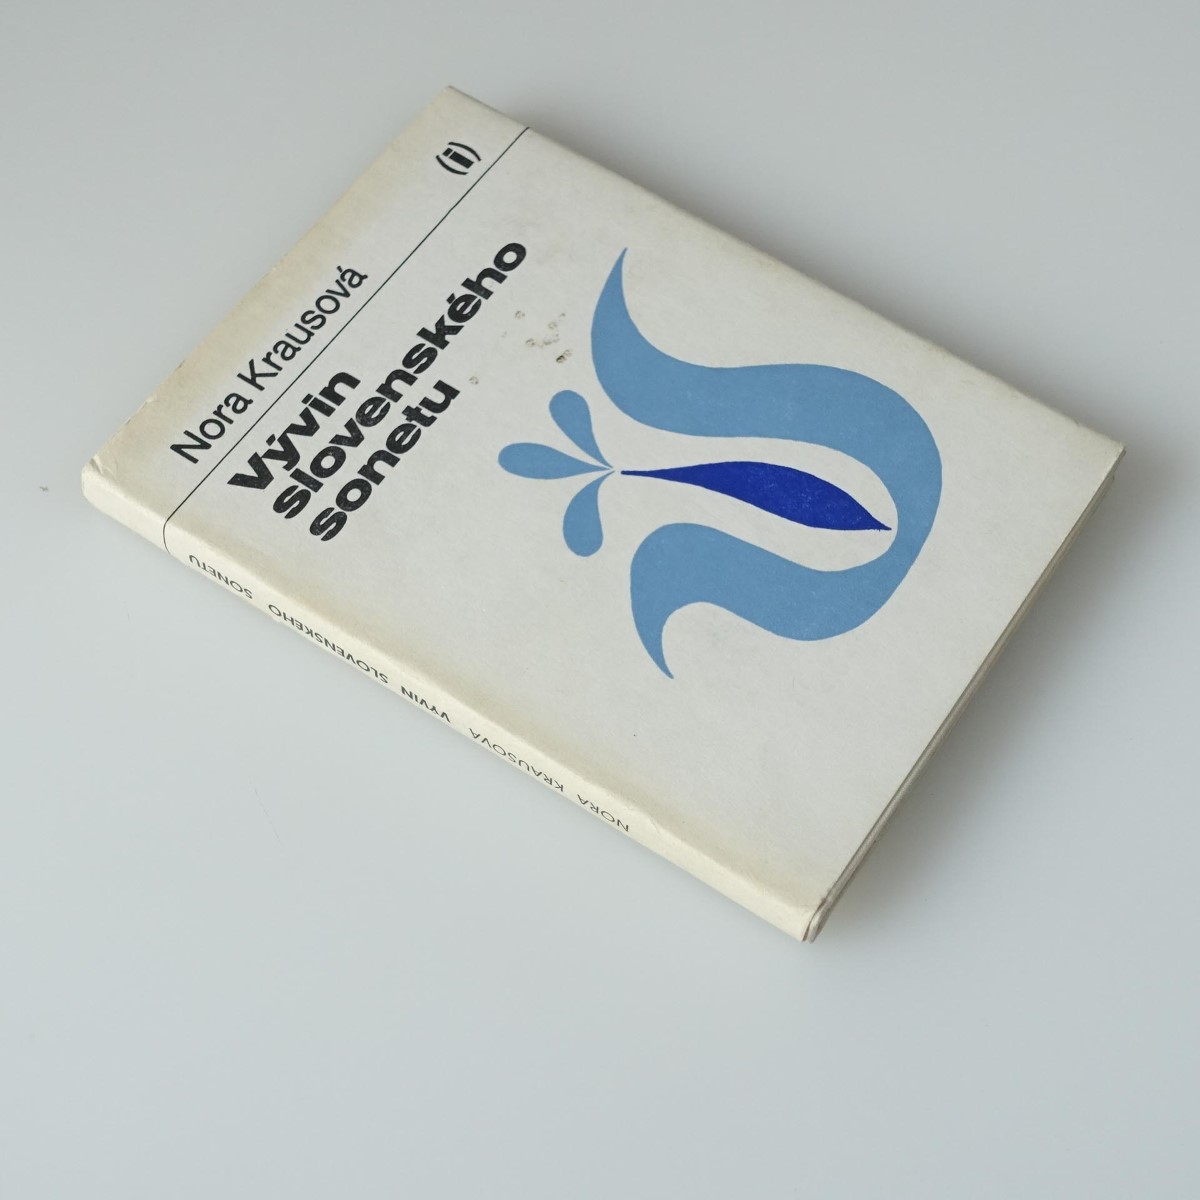 Nora Krausová (i)
Vývin
slovenského
sonetu
NORA KRAUSOVÁ VÝVIN SLOVENSKÉHO SONETU